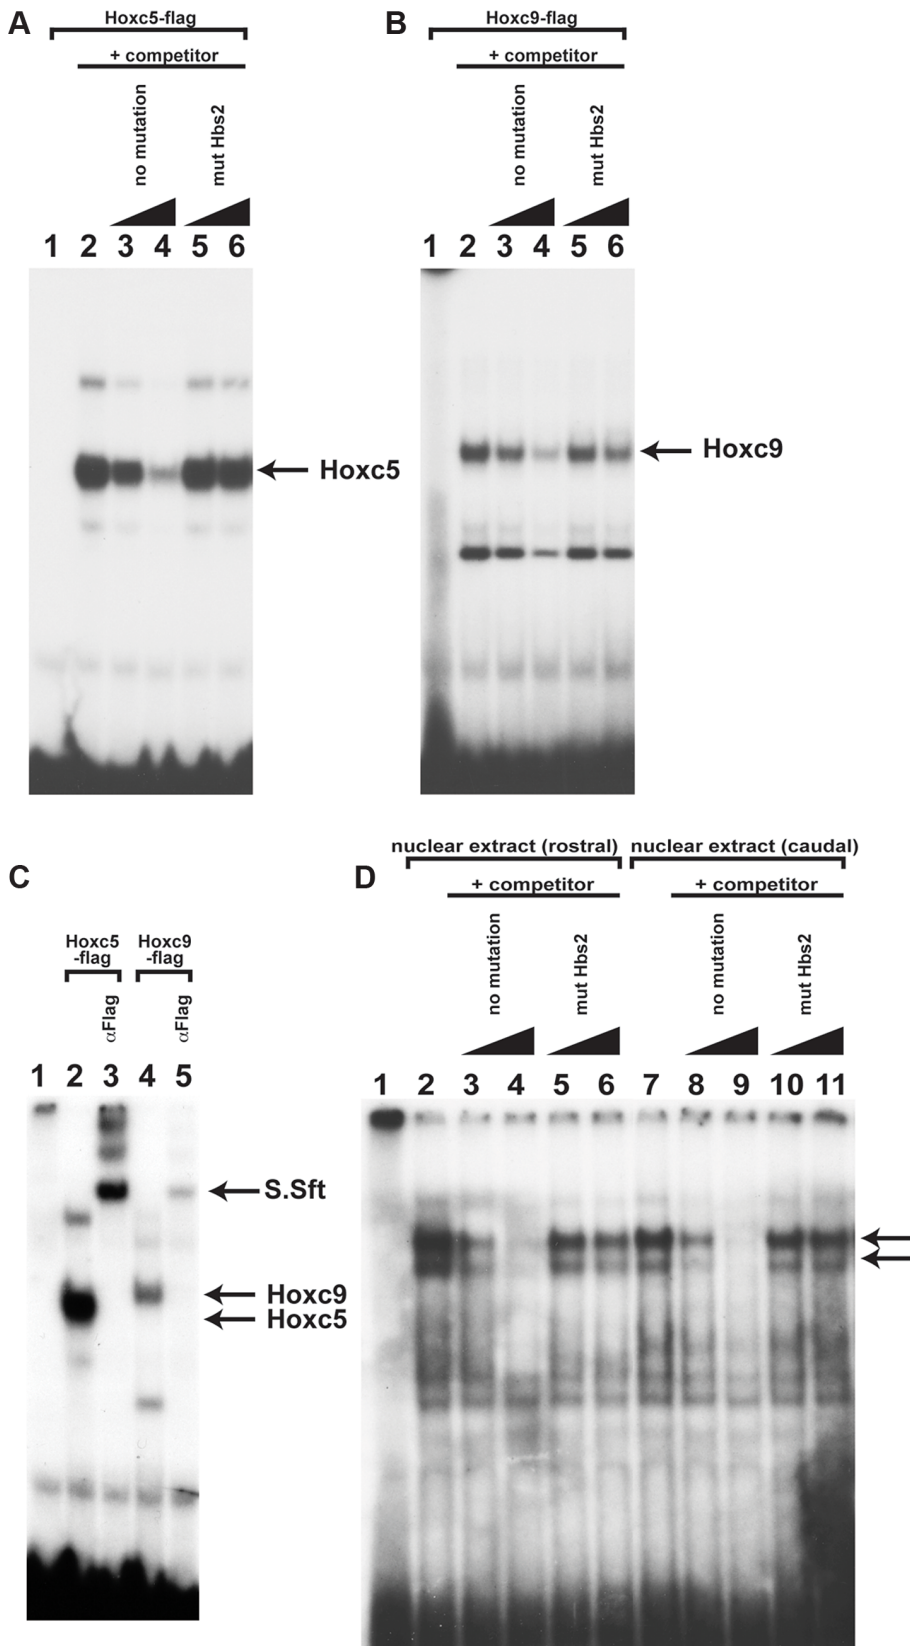 A
Hoxc5-flag
+ competitor
no mutation
mut Hbs2
1 2 3 4 5 6
Hoxc5
B
Hoxc9-flag
+ competitor
no mutation
mut Hbs2
1 2 3 4 5 6
Hoxc9
C
Hoxc5
-flag
Hoxc9
-flag
αFlag
αFlag
1 2 3 4 5
S.Sft
Hoxc9
Hoxc5
D
nuclear extract (rostral)
nuclear extract (caudal)
+ competitor
+ competitor
no mutation
mut Hbs2
no mutation
mut Hbs2
1 2 3 4 5 6 7 8 9 10 11